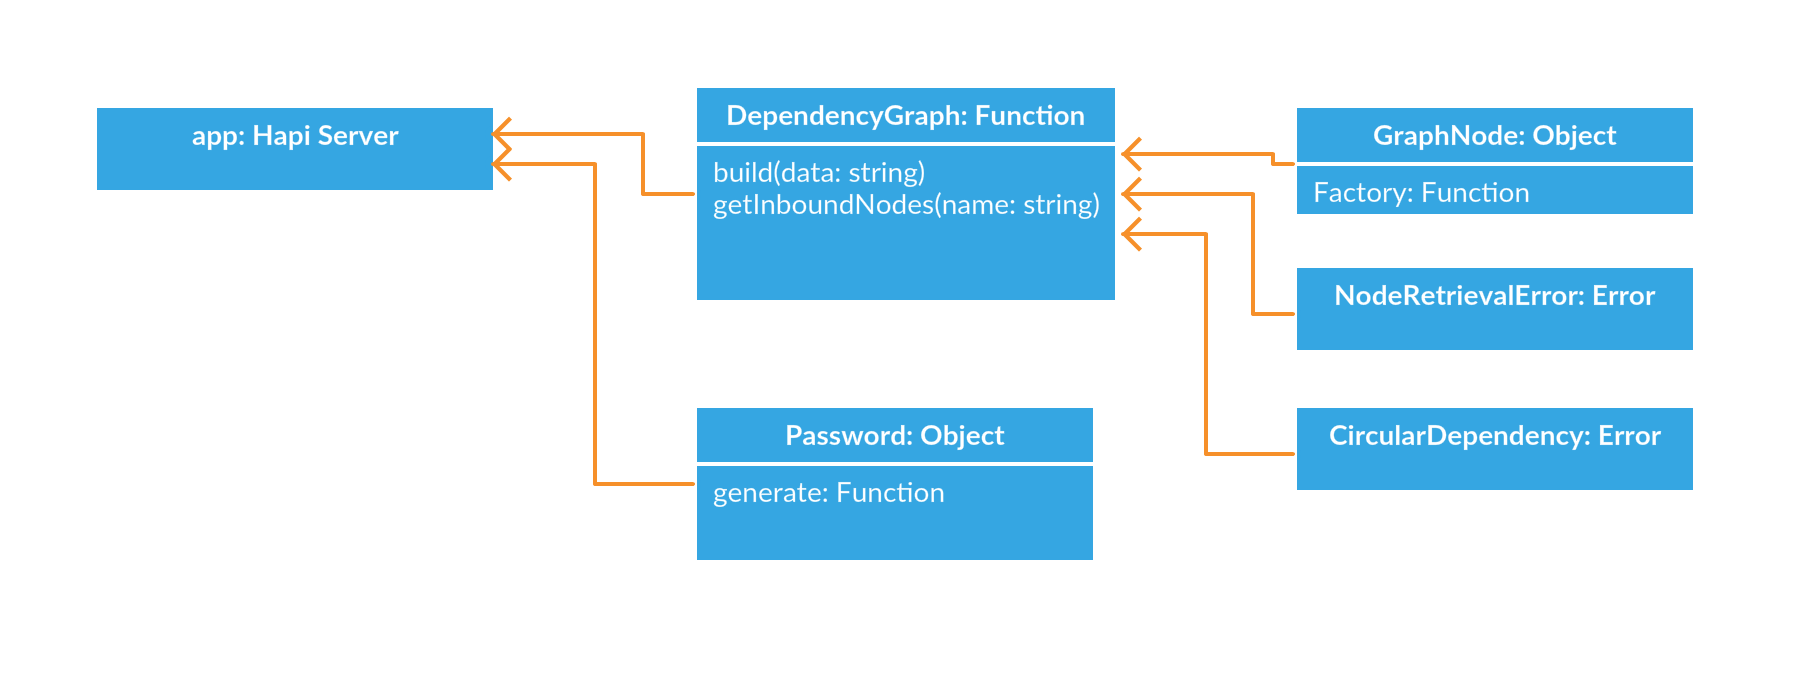 app: Hapi Server
DependencyGraph: Function
build(data: string)
getInboundNodes(name: string)
Password: Object
generate: Function
GraphNode: Object
Factory: Function
NodeRetrievalError: Error
CircularDependency: Error